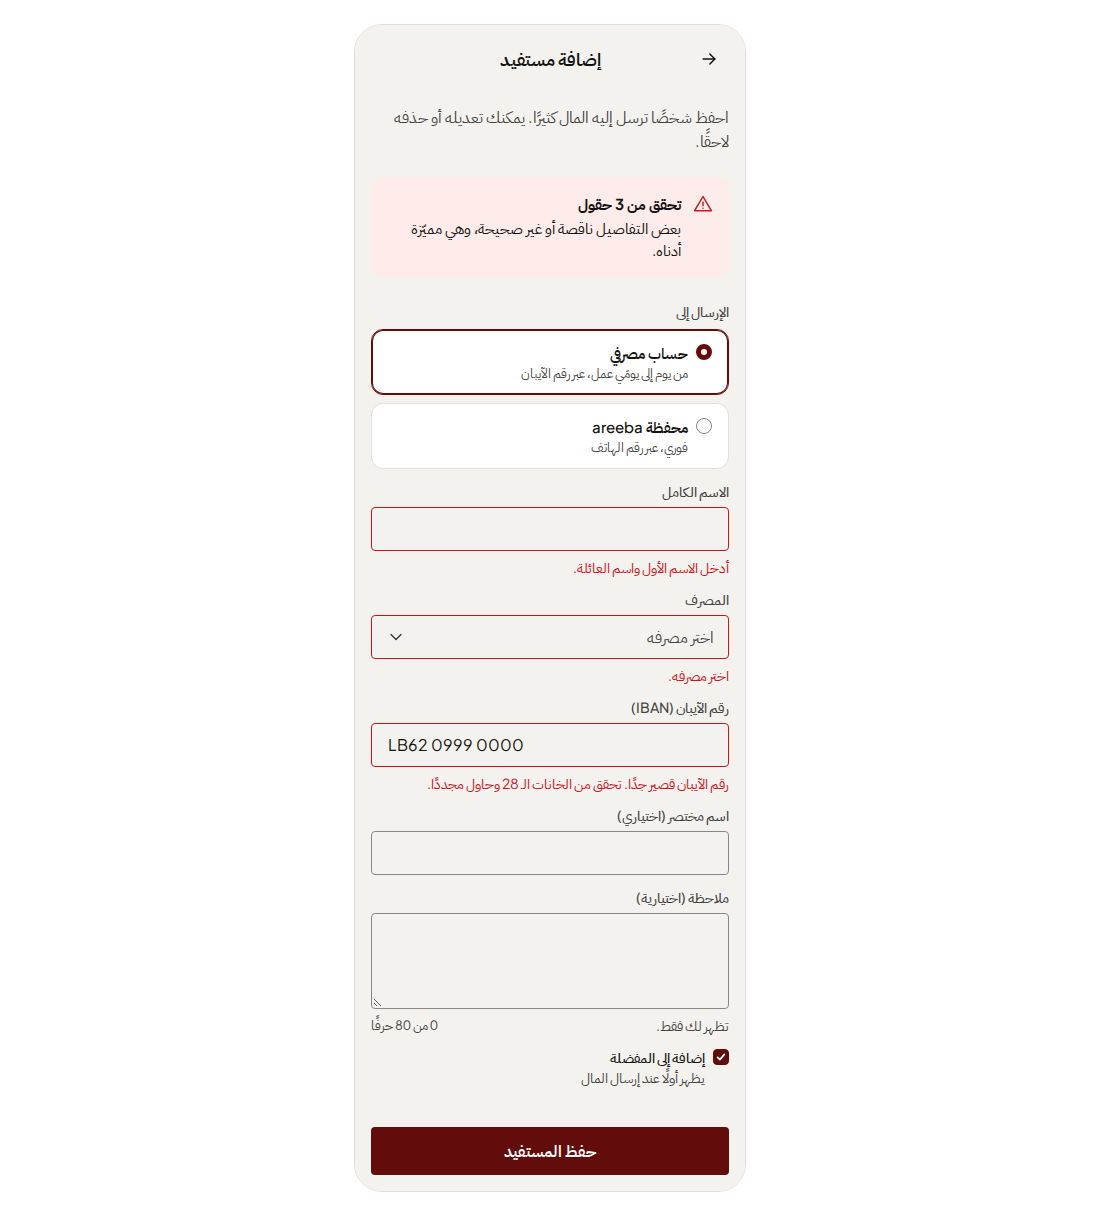 إضافة مستفيد
احفظ شخصًا ترسل إليه المال كثيرًا. يمكنك تعديله أو حذفه
لاحقًا.
تحقق من 3 حقول
بعض التفاصيل ناقصة أو غير صحيحة، وهي مميّزة
أدناه.
الإرسال إلى
حساب مصرفي
من يوم إلى يومَي عمل، عبر رقم الآيبان
محفظة areeba
فوري، عبر رقم الهاتف
الاسم الكامل
أدخل الاسم الأول واسم العائلة.
المصرف
اختر مصرفه
اختر مصرفه.
رقم الآيبان (IBAN)
LB62 0999 0000
رقم الآيبان قصير جدًا. تحقق من الخانات الـ 28 وحاول مجددًا.
اسم مختصر (اختياري)
ملاحظة (اختيارية)
تظهر لك فقط.
0 من 80 حرفًا
إضافة إلى المفضلة
يظهر أولًا عند إرسال المال
حفظ المستفيد